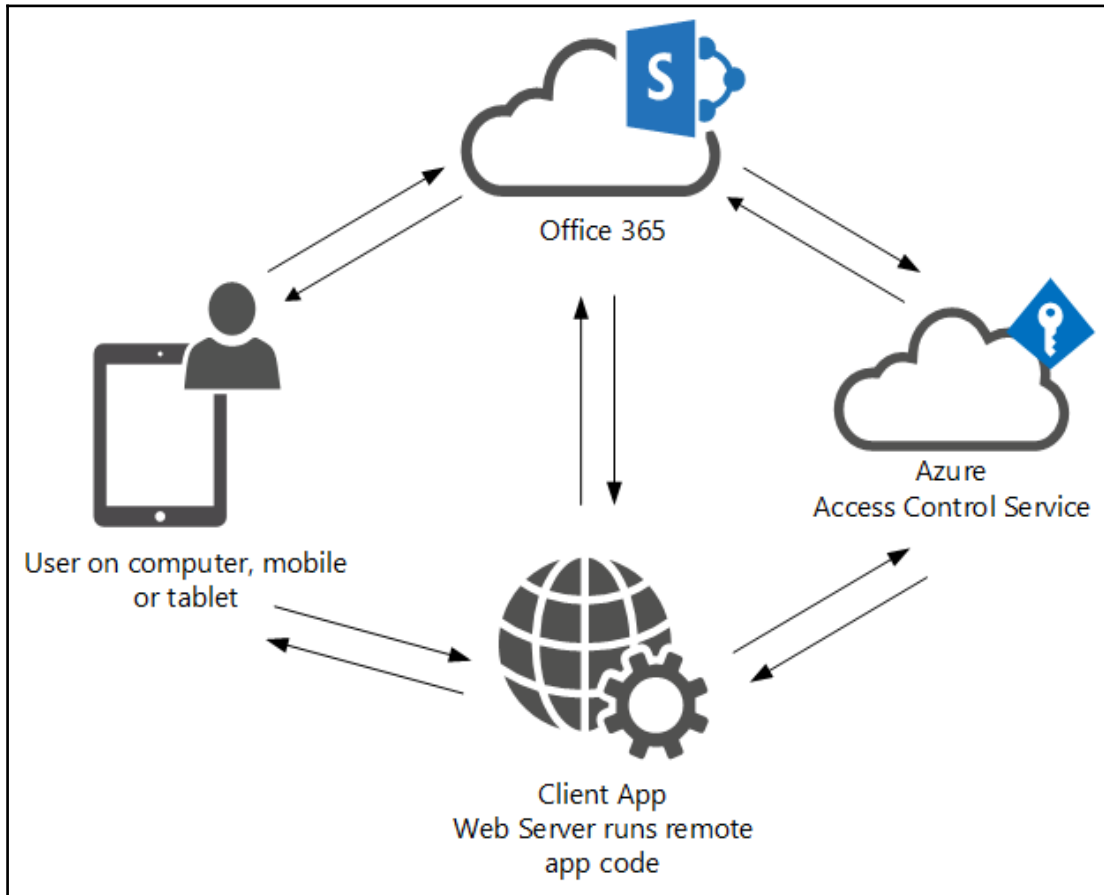 S
Office 365
Azure
Access Control Service
User on computer, mobile
or tablet
Client App
Web Server runs remote
app code